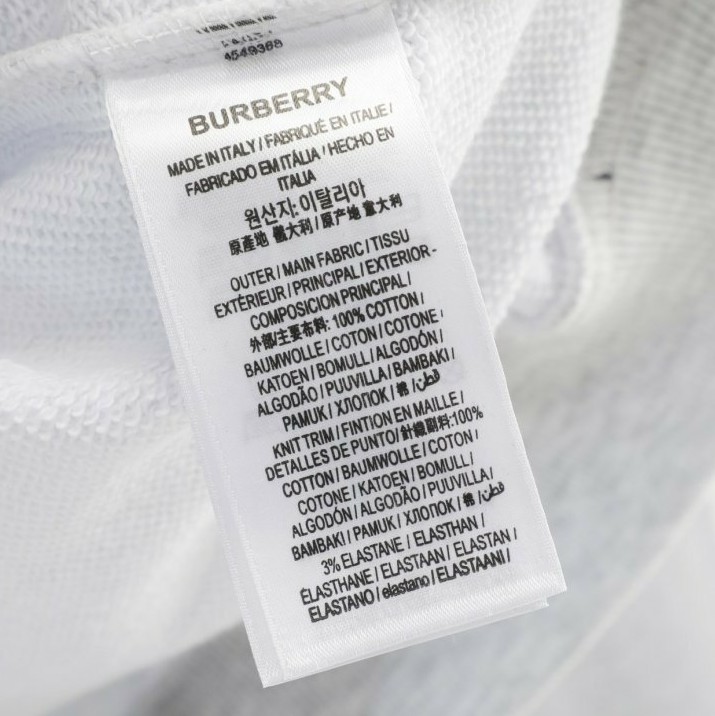 4549368
BURBERRY
MADE IN ITALY / FABRIQUÉ EN ITALIE /
FABRICADO EM ITÁLIA / HECHO EN
ITALIA
원산지: 이탈리아
原產地 義大利 / 原产地 意大利
OUTER / MAIN FABRIC / TISSU
EXTÉRIEUR / PRINCIPAL / EXTERIOR -
COMPOSICION PRINCIPAL /
外部/主要布料: 100% COTTON /
BAUMWOLLE / COTON / COTONE /
KATOEN / BOMULL / ALGODÓN /
ALGODÃO / PUUVILLA / BAMBAKI /
PAMUK / ХЛОПОК / 棉 / قطن /
KNIT TRIM / FINTION EN MAILLE /
DETALLES DE PUNTO/ 針織副料:100%
COTTON / BAUMWOLLE / COTON /
COTONE / KATOEN / BOMULL /
ALGODÓN / ALGODÃO / PUUVILLA /
BAMBAKI / PAMUK / ХЛОПОК / 棉 / قطن
3% ELASTANE / ELASTHAN /
ELASTHANE / ELASTAAN / ELASTAN /
ELASTANO / elastano / ELASTAANI /